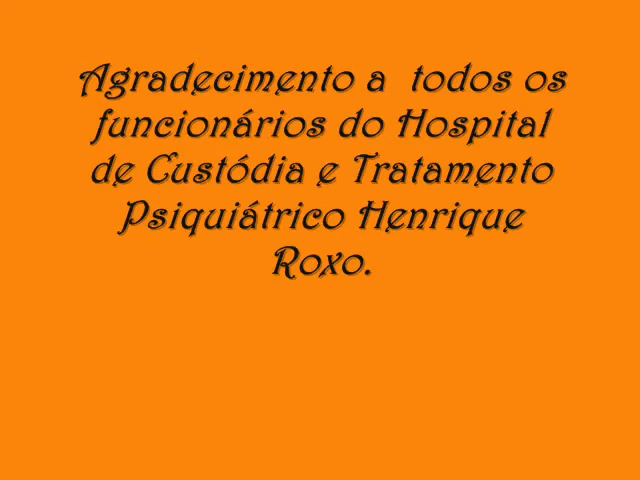 Agradecimento a  todos os
funcionários do Hospital
de Custódia e Tratamento
Psiquiátrico Henrique
Roxo.